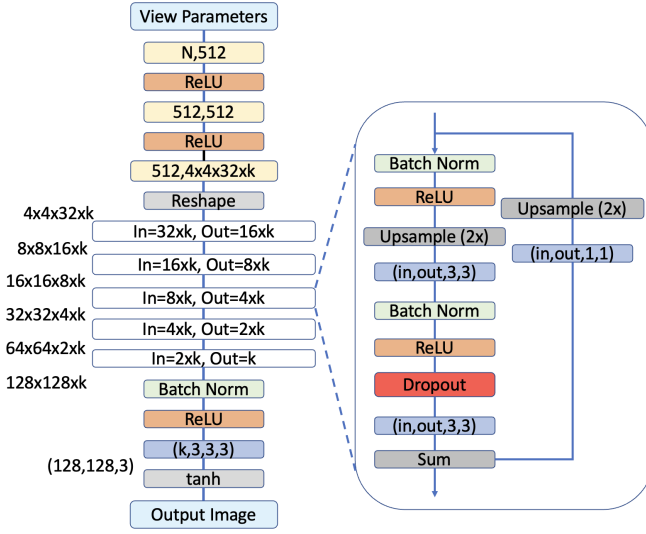 View Parameters
N,512
ReLU
512,512
ReLU
512,4x4x32xk
Reshape
4x4x32xk
In=32xk, Out=16xk
8x8x16xk
In=16xk, Out=8xk
16x16x8xk
In=8xk, Out=4xk
32x32x4xk
In=4xk, Out=2xk
64x64x2xk
In=2xk, Out=k
128x128xk
Batch Norm
ReLU
(k,3,3,3)
(128,128,3)
tanh
Output Image
Batch Norm
ReLU
Upsample (2x)
(in,out,3,3)
Batch Norm
ReLU
Dropout
(in,out,3,3)
Sum
Upsample (2x)
(in,out,1,1)